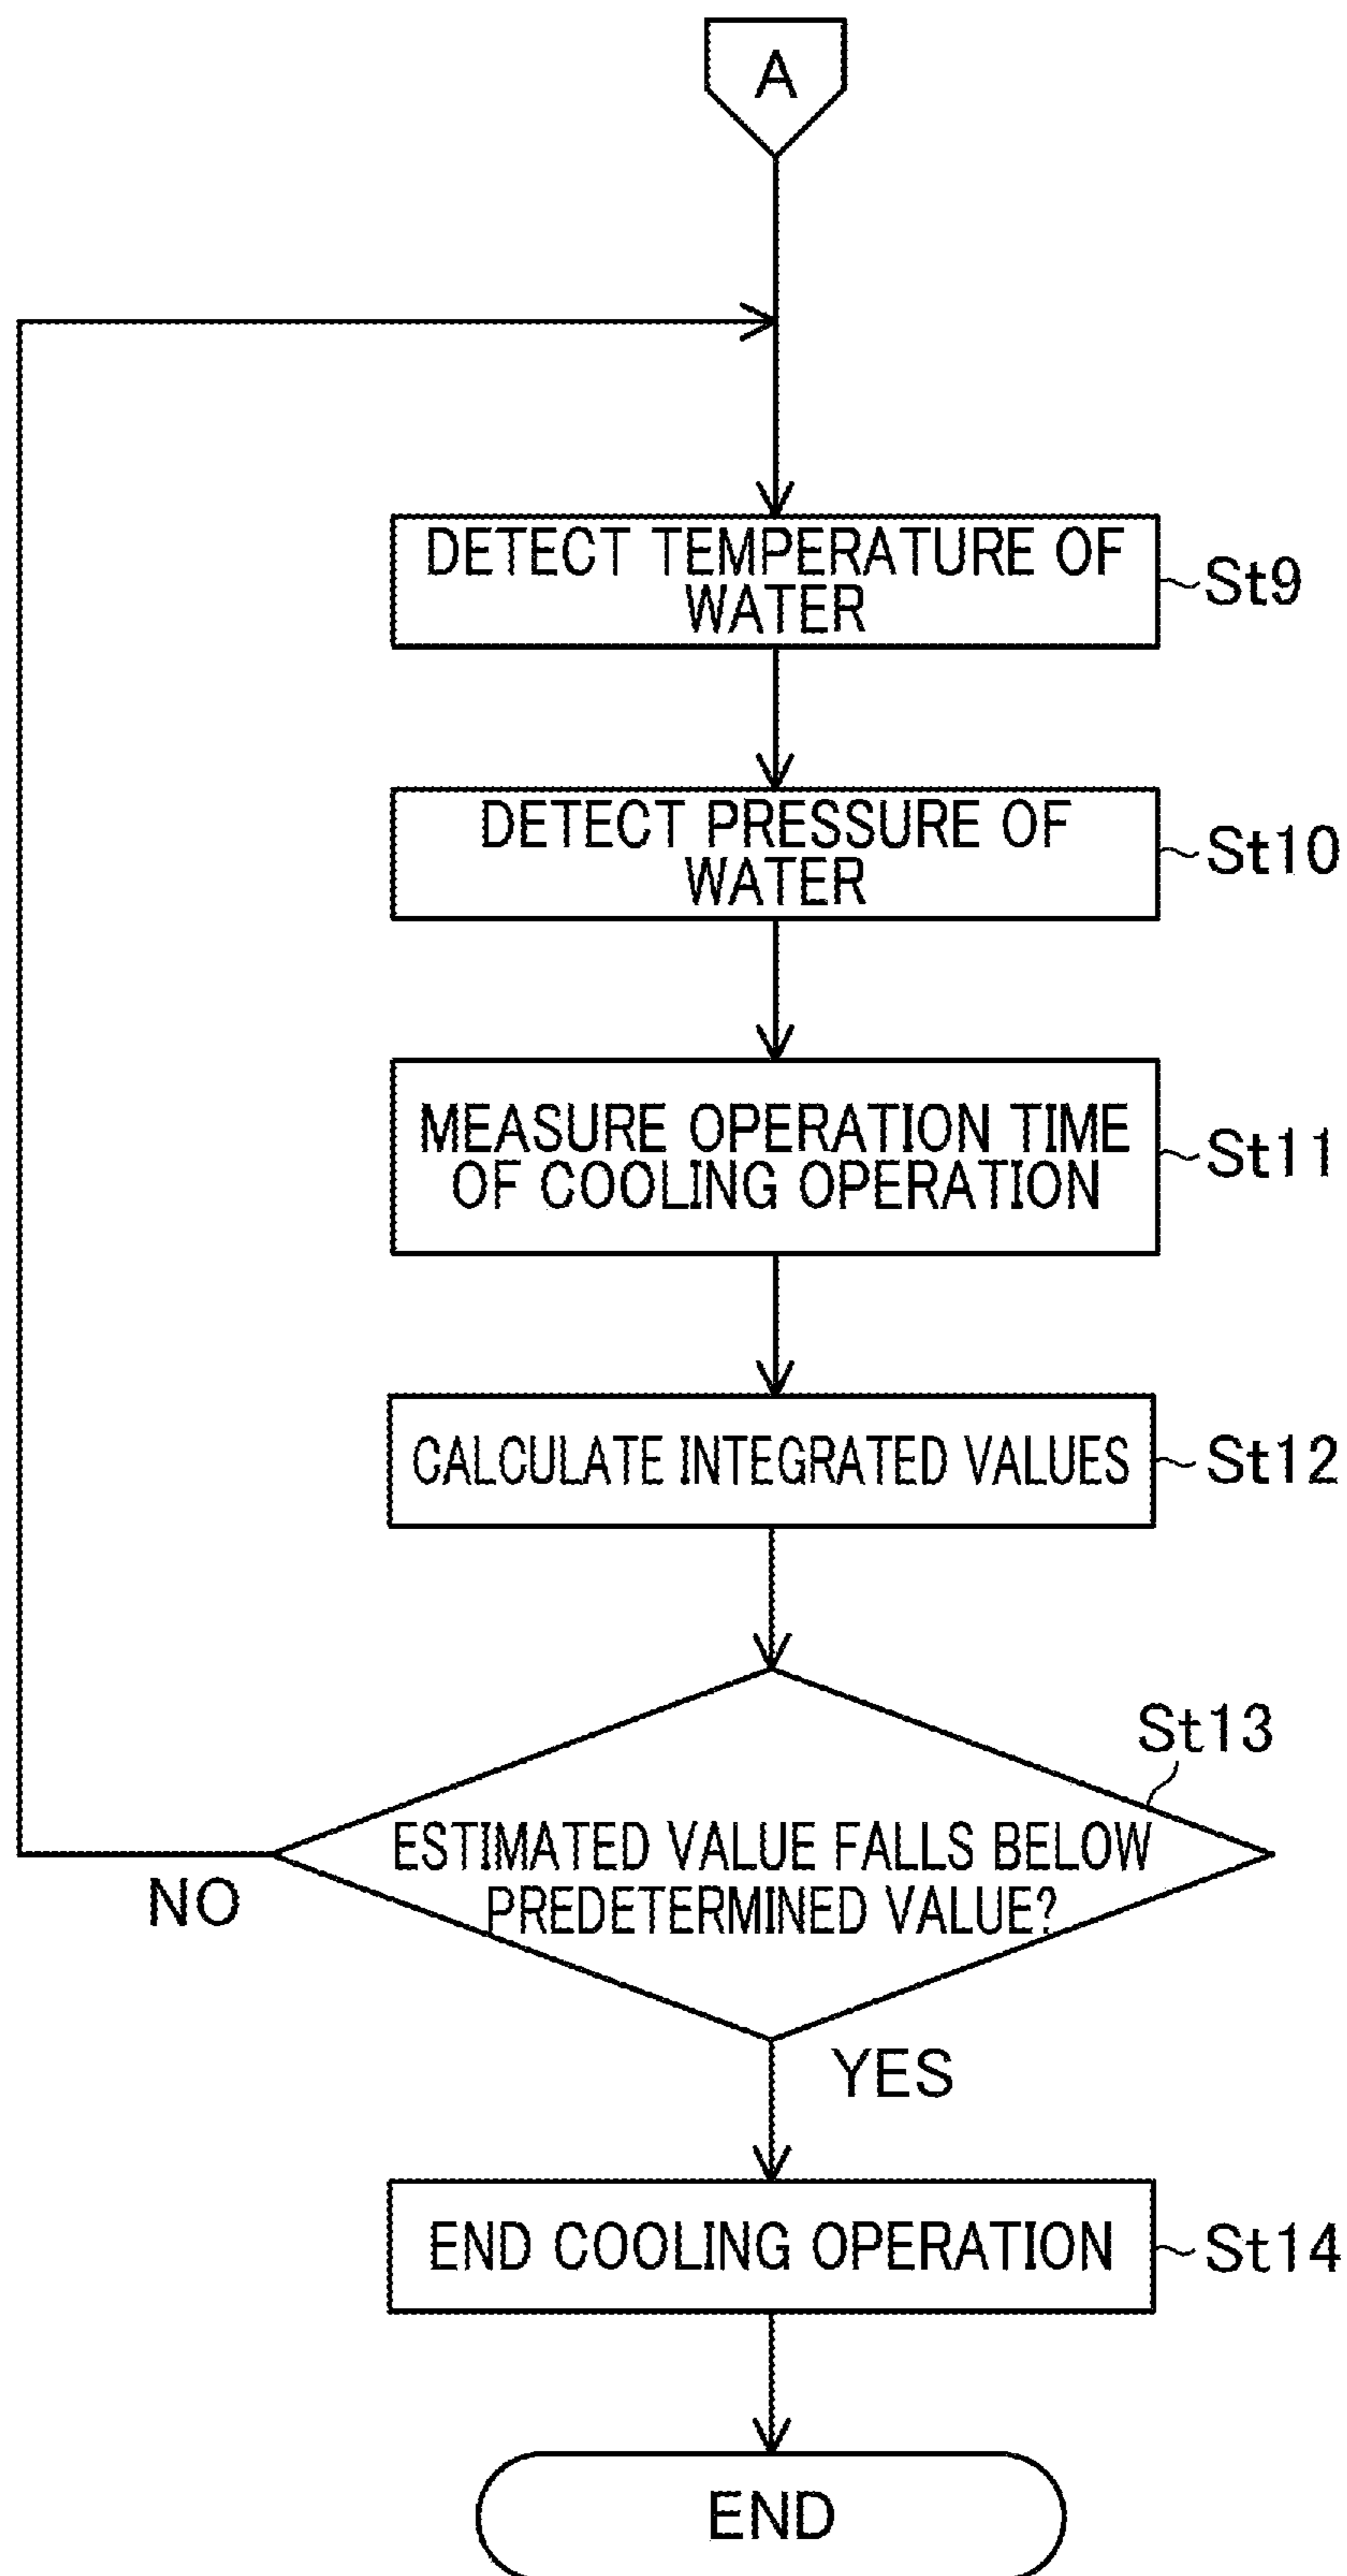 A
DETECT TEMPERATURE OF
WATER
St9
DETECT PRESSURE OF
WATER
St10
MEASURE OPERATION TIME
OF COOLING OPERATION
St11
CALCULATE INTEGRATED VALUES
St12
St13
ESTIMATED VALUE FALLS BELOW
PREDETERMINED VALUE?
NO
YES
END COOLING OPERATION
St14
END